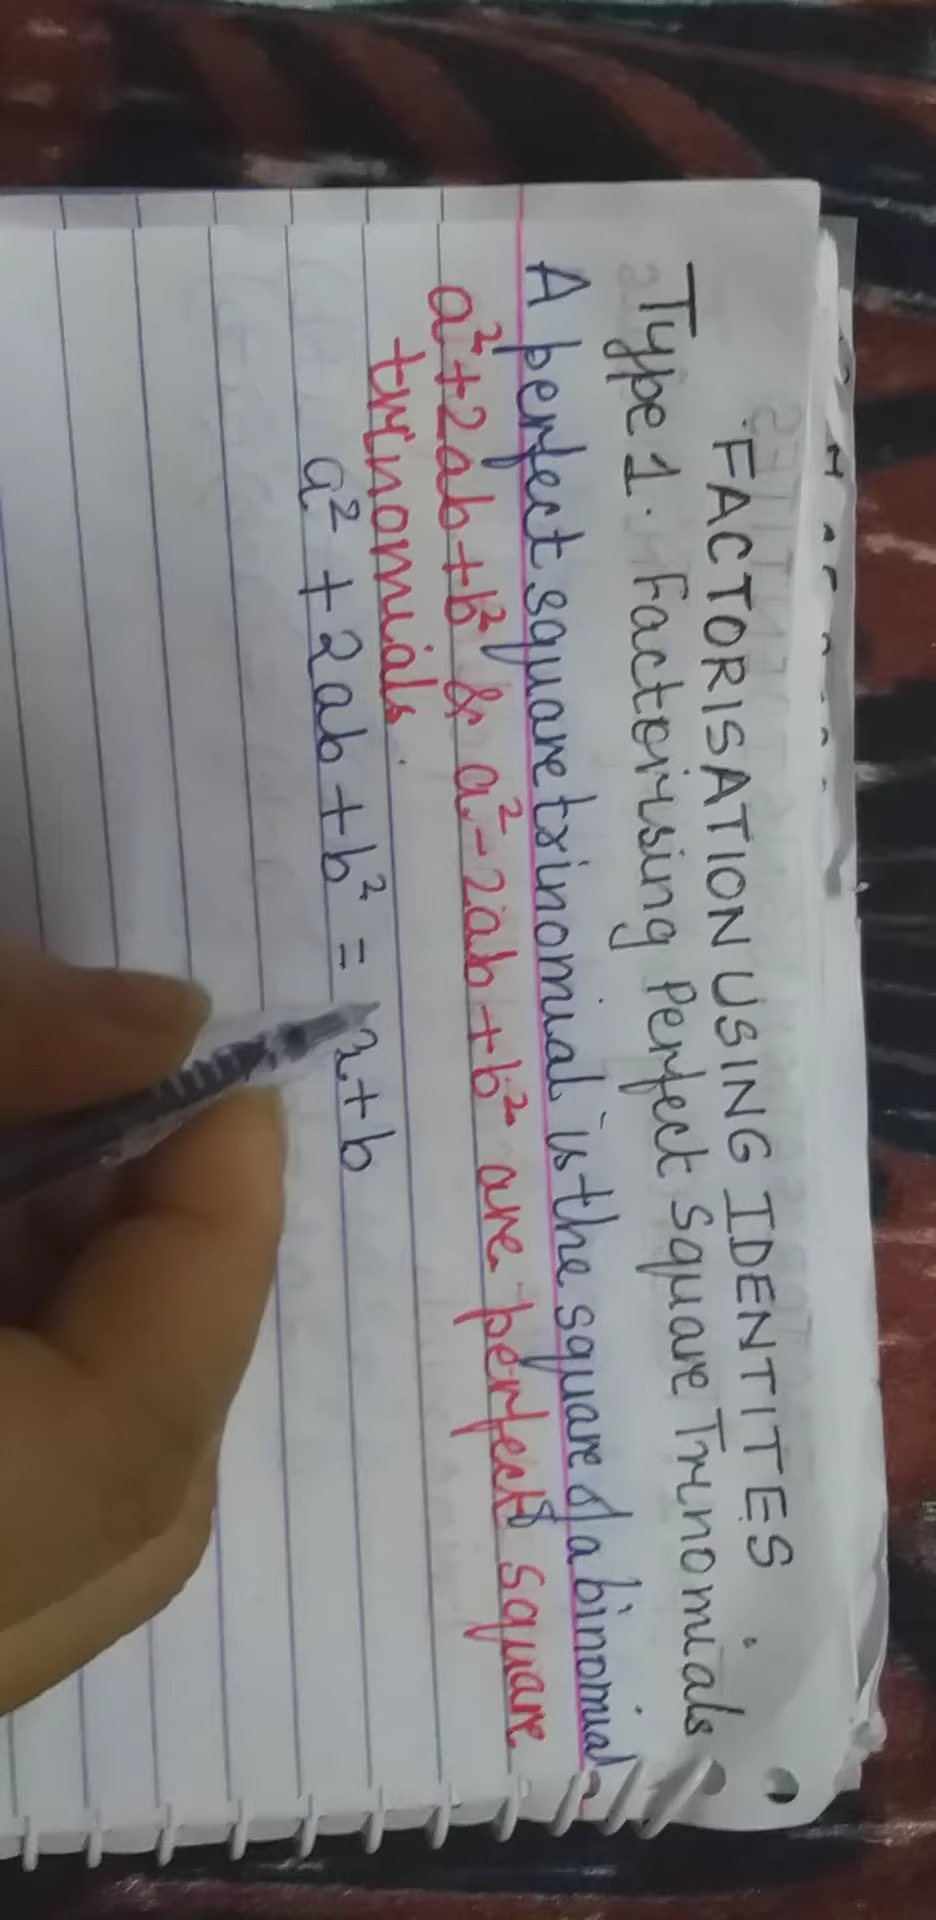 FACTORISATION USING IDENTITES
Type 1. Factorising Perfect Square Trinomials
A perfect square trinomial is the square of a binomial
a²+2ab+b² & a²-2ab+b² are perfect square
trinomials.
a² + 2ab + b² = a+b